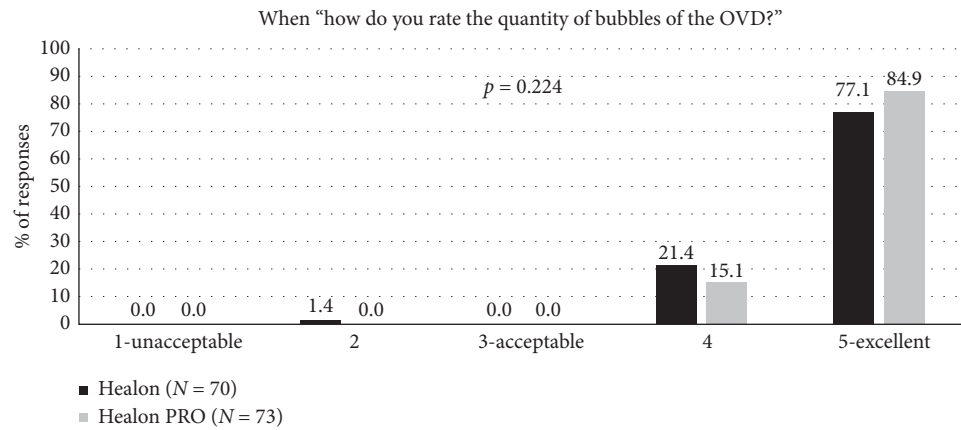 When “how do you rate the quantity of bubbles of the OVD?”
100
90
80
70
60
50
40
30
20
10
0
% of responses
p = 0.224
0.0 0.0
1.4 0.0
0.0 0.0
21.4 15.1
77.1 84.9
1-unacceptable 2 3-acceptable 4 5-excellent
Healon (N = 70)
Healon PRO (N = 73)